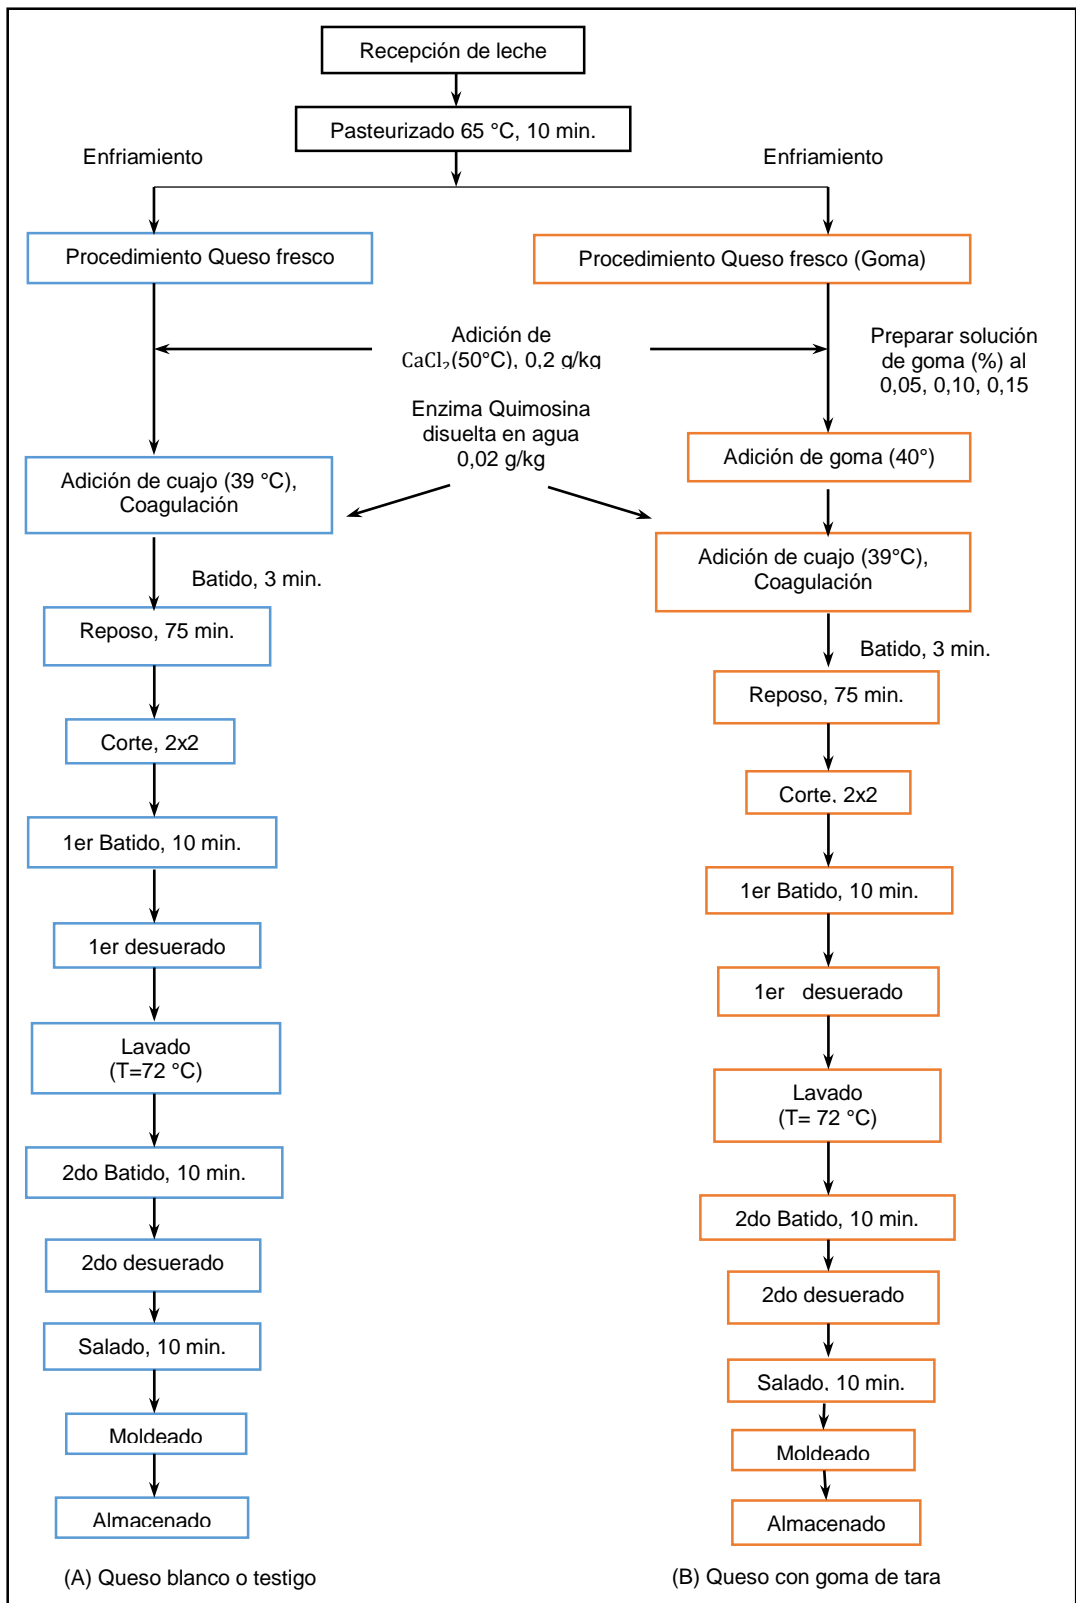 Recepción de leche
Pasteurizado 65 °C, 10 min.
Enfriamiento
Enfriamiento
Procedimiento Queso fresco
Procedimiento Queso fresco (Goma)
Adición de
CaCl₂(50°C), 0,2 g/kg
Preparar solución
de goma (%) al
0,05, 0,10, 0,15
Enzima Quimosina
disuelta en agua
0,02 g/kg
Adición de goma (40°)
Adición de cuajo (39 °C),
Coagulación
Adición de cuajo (39°C),
Coagulación
Batido, 3 min.
Batido, 3 min.
Reposo, 75 min.
Reposo, 75 min.
Corte, 2x2
Corte, 2x2
1er Batido, 10 min.
1er Batido, 10 min.
1er desuerado
1er desuerado
Lavado
(T=72 °C)
Lavado
(T= 72 °C)
2do Batido, 10 min.
2do Batido, 10 min.
2do desuerado
2do desuerado
Salado, 10 min.
Salado, 10 min.
Moldeado
Moldeado
Almacenado
Almacenado
(A) Queso blanco o testigo
(B) Queso con goma de tara